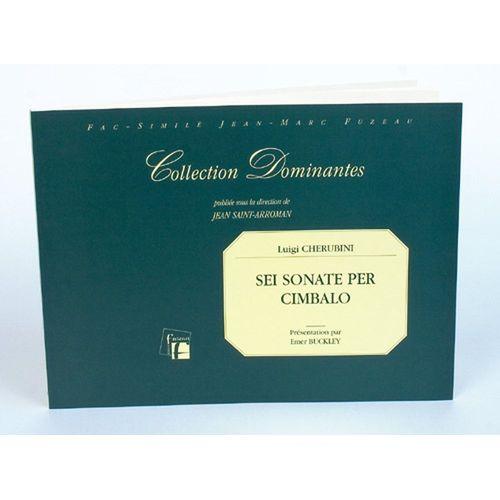 FAC-SIMILE JEAN-MARC FUZEAU
Collection Dominantes
publiée sous la direction de
JEAN SAINT-ARROMAN
Luigi CHERUBINI
SEI SONATE PER
CIMBALO
Présentation par
Emer BUCKLEY
fuzeau